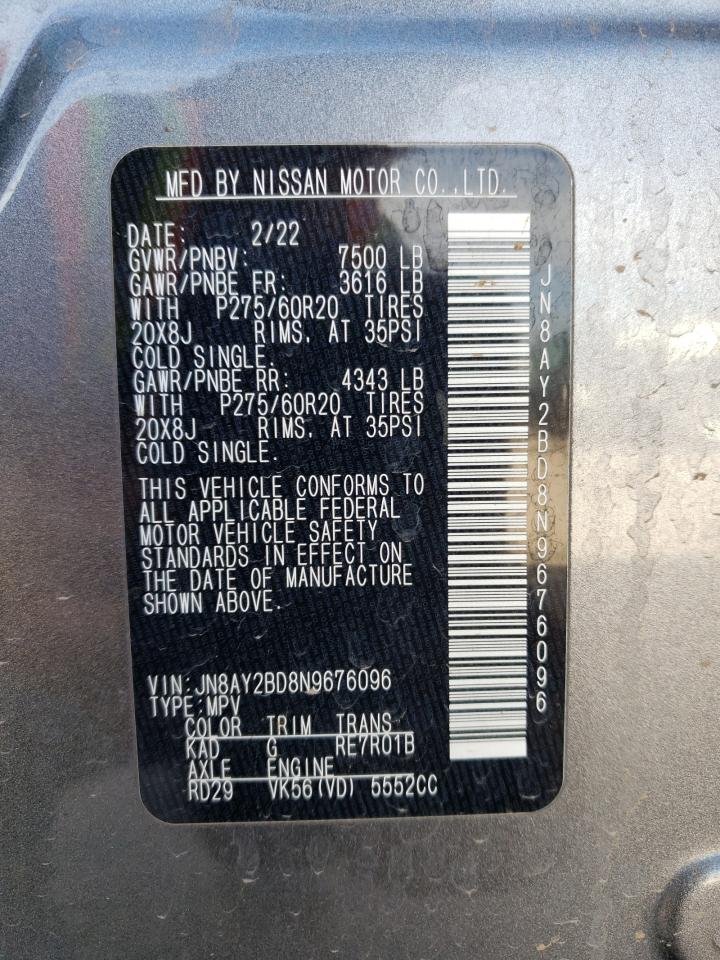 MFD BY NISSAN MOTOR CO.,LTD.
DATE: 2/22
GVWR/PNBV: 7500 LB
GAWR/PNBE FR: 3616 LB
WITH P275/60R20 TIRES
20X8J RIMS, AT 35PSI
COLD SINGLE.
GAWR/PNBE RR: 4343 LB
WITH P275/60R20 TIRES
20X8J RIMS, AT 35PSI
COLD SINGLE.
THIS VEHICLE CONFORMS TO
ALL APPLICABLE FEDERAL
MOTOR VEHICLE SAFETY
STANDARDS IN EFFECT ON
THE DATE OF MANUFACTURE
SHOWN ABOVE.
VIN:JN8AY2BD8N9676096
TYPE:MPV
COLOR TRIM TRANS
KAD G RE7R01B
AXLE ENGINE
RD29 VK56(VD) 5552CC
JN8AY2BD8N9676096